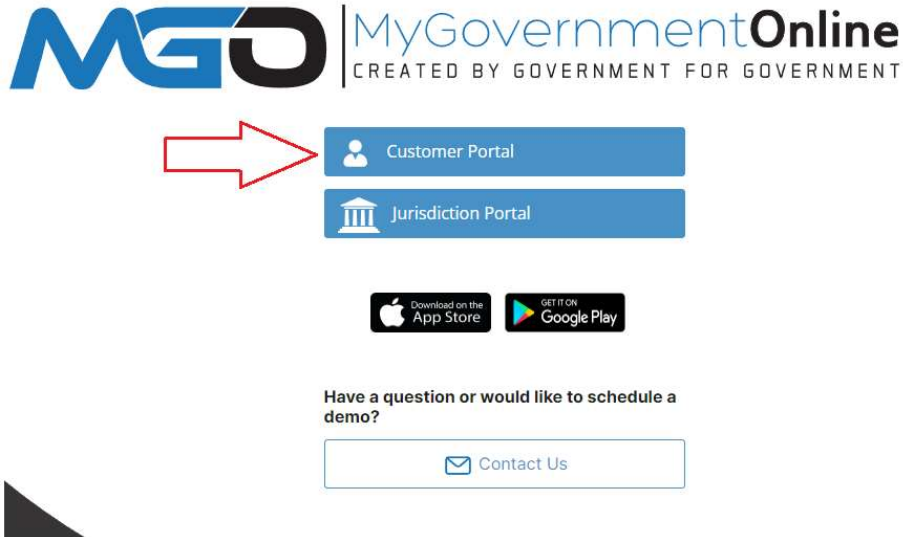 MGO
MyGovernmentOnline
CREATED BY GOVERNMENT FOR GOVERNMENT
Customer Portal
Jurisdiction Portal
Download on the
App Store
GET IT ON
Google Play
Have a question or would like to schedule a
demo?
Contact Us